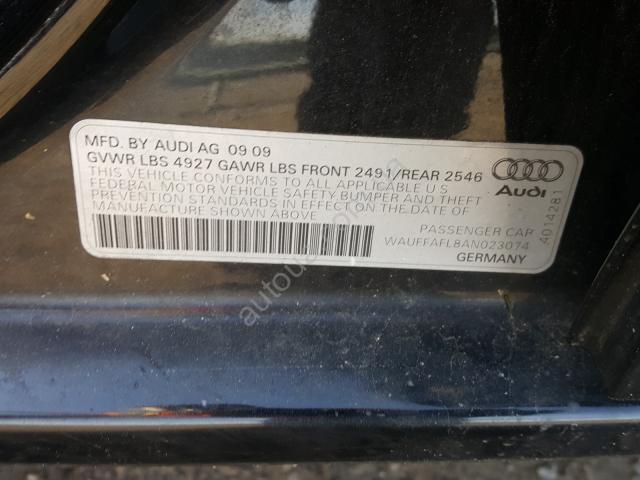 MFD. BY AUDI AG 09 09
GVWR LBS 4927 GAWR LBS FRONT 2491/REAR 2546
THIS VEHICLE CONFORMS TO ALL APPLICABLE U S
FEDERAL MOTOR VEHICLE SAFETY BUMPER AND THEFT
PREVENTION STANDARDS IN EFFECT ON THE DATE OF
MANUFACTURE SHOWN ABOVE
Audi
4014281
PASSENGER CAR
WAUFFAFL8AN023074
GERMANY